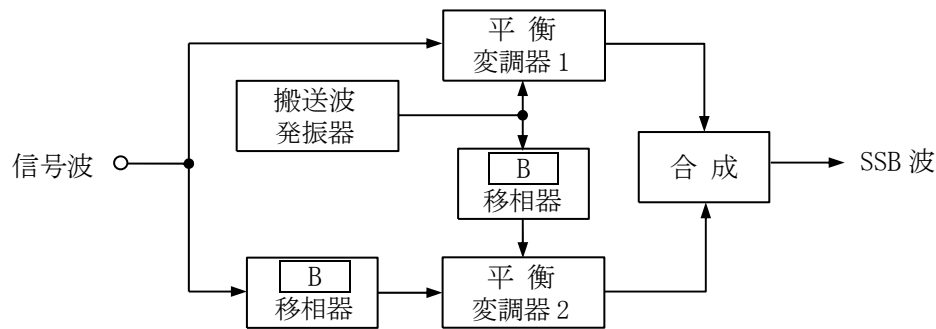 平 衡
変調器 1
搬送波
発振器
信号波
B
移相器
合 成
SSB 波
B
移相器
平 衡
変調器 2